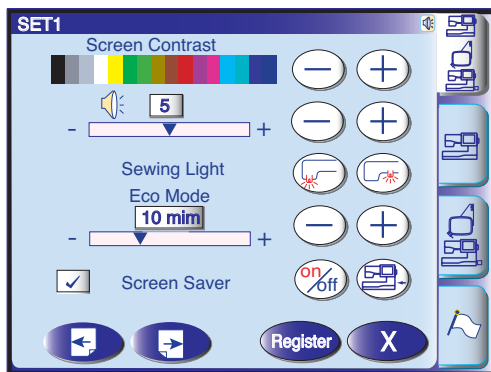 SET1
Screen Contrast
5
- +
Sewing Light
Eco Mode
10 mim
- +
Screen Saver
on/off
Register X